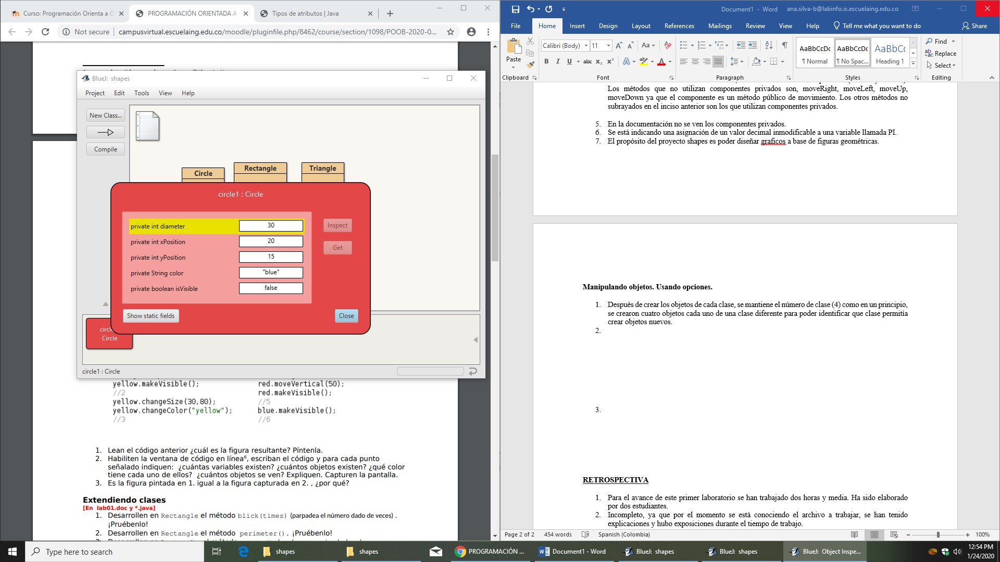 Curso: Programación Orienta a O
PROGRAMACIÓN ORIENTADA A
Tipos de atributos | Java
Not secure
campusvirtual.escuelaing.edu.co/moodle/pluginfile.php/8462/course/section/1098/POOB-2020-0...
BlueJ: shapes
Project Edit Tools View Help
New Class...
Compile
Circle
Rectangle
Triangle
circle1 : Circle
private int diameter 30
private int xPosition 20
private int yPosition 15
private String color "blue"
private boolean isVisible false
Inspect
Get
Show static fields
Close
Circle
circle1 : Circle
yellow.makeVisible();
//2
yellow.changeSize(30,80);
yellow.changeColor("yellow");
//3
red.moveVertical(50);
red.makeVisible();
//5
blue.makeVisible();
//6
1. Lean el código anterior ¿cuál es la figura resultante? Píntenla.
2. Habiliten la ventana de código en línea6, escriban el código y para cada punto
señalado indiquen: ¿cuántas variables existen? ¿cuántos objetos existen? ¿qué color
tiene cada uno de ellos? ¿cuántos objetos se ven? Expliquen. Capturen la pantalla.
3. Es la figura pintada en 1. igual a la figura capturada en 2. , ¿por qué?
Extendiendo clases
[En lab01.doc y *.java]
1. Desarrollen en Rectangle el método blick(times) (parpadea el número dado de veces) .
¡Pruébenlo!
2. Desarrollen en Rectangle el método perimeter(). ¡Pruébenlo!
Document1 - Word
ana.silva-b@labinfo.is.escuelaing.edu.co
File Home Insert Design Layout References Mailings Review View Help Tell me what you want to do Share
Paste
Clipboard
Calibri (Body) 11
Font
Paragraph
AaBbCcDc
¶ Normal
AaBbCcDc
¶ No Spac...
AaBbCc
Heading 1
Styles
Find
Replace
Select
Editing
Los métodos que no utilizan componentes privados son, moveRight, moveLeft, moveUp,
moveDown ya que el componente es un método público de movimiento. Los otros métodos no
subrayados en el inciso anterior son los que utilizan componentes privados.
5. En la documentación no se ven los componentes privados.
6. Se está indicando una asignación de un valor decimal inmodificable a una variable llamada PI.
7. El propósito del proyecto shapes es poder diseñar graficos a base de figuras geométricas.
Manipulando objetos. Usando opciones.
1. Después de crear los objetos de cada clase, se mantiene el número de clase (4) como en un principio,
se crearon cuatro objetos cada uno de una clase diferente para poder identificar que clase permitía
crear objetos nuevos.
2.
3.
RETROSPECTIVA
1. Para el avance de este primer laboratorio se han trabajado dos horas y media. Ha sido elaborado
por dos estudiantes.
2. Incompleto, ya que por el momento se está conociendo el archivo a trabajar, se han tenido
explicaciones y hubo exposiciones durante el tiempo de trabajo.
Page 2 of 2 454 words Spanish (Colombia) 100%
Type here to search
shapes
shapes
PROGRAMACIÓN ...
Document1 - Word
BlueJ: shapes
BlueJ: shapes
BlueJ: Object Inspe...
12:54 PM
1/24/2020